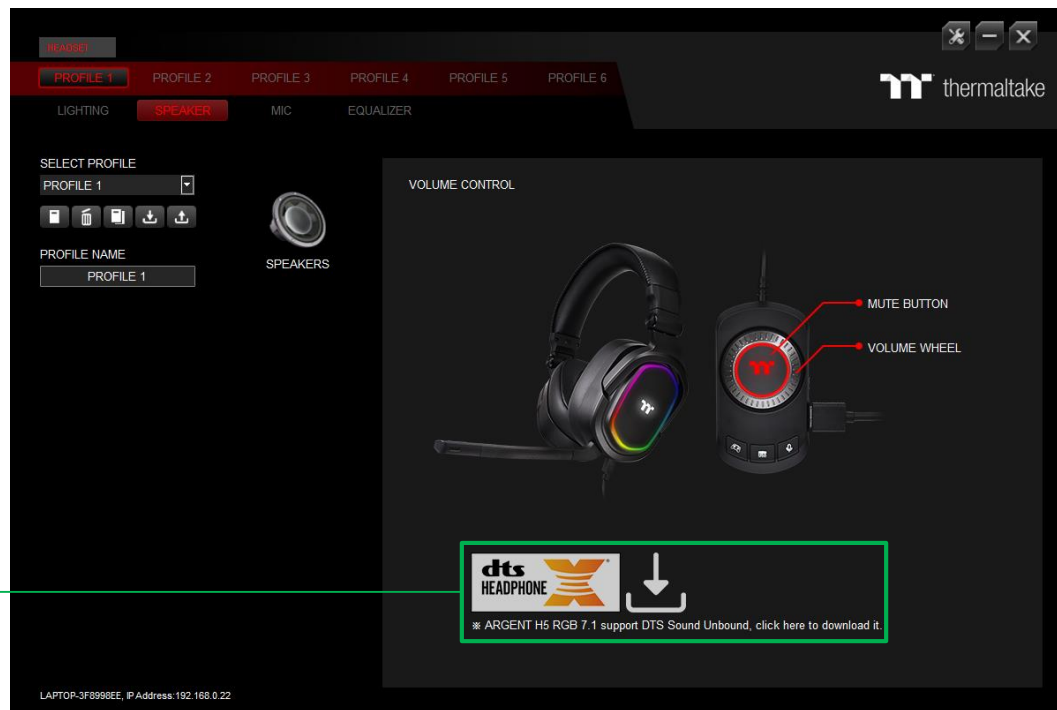 HEADSET
PROFILE 1 PROFILE 2 PROFILE 3 PROFILE 4 PROFILE 5 PROFILE 6
thermaltake
LIGHTING SPEAKER MIC EQUALIZER
SELECT PROFILE
PROFILE 1
PROFILE NAME
PROFILE 1
SPEAKERS
VOLUME CONTROL
MUTE BUTTON
VOLUME WHEEL
dts
HEADPHONE
※ ARGENT H5 RGB 7.1 support DTS Sound Unbound, click here to download it.
LAPTOP-3F8998EE, IP Address:192.168.0.22